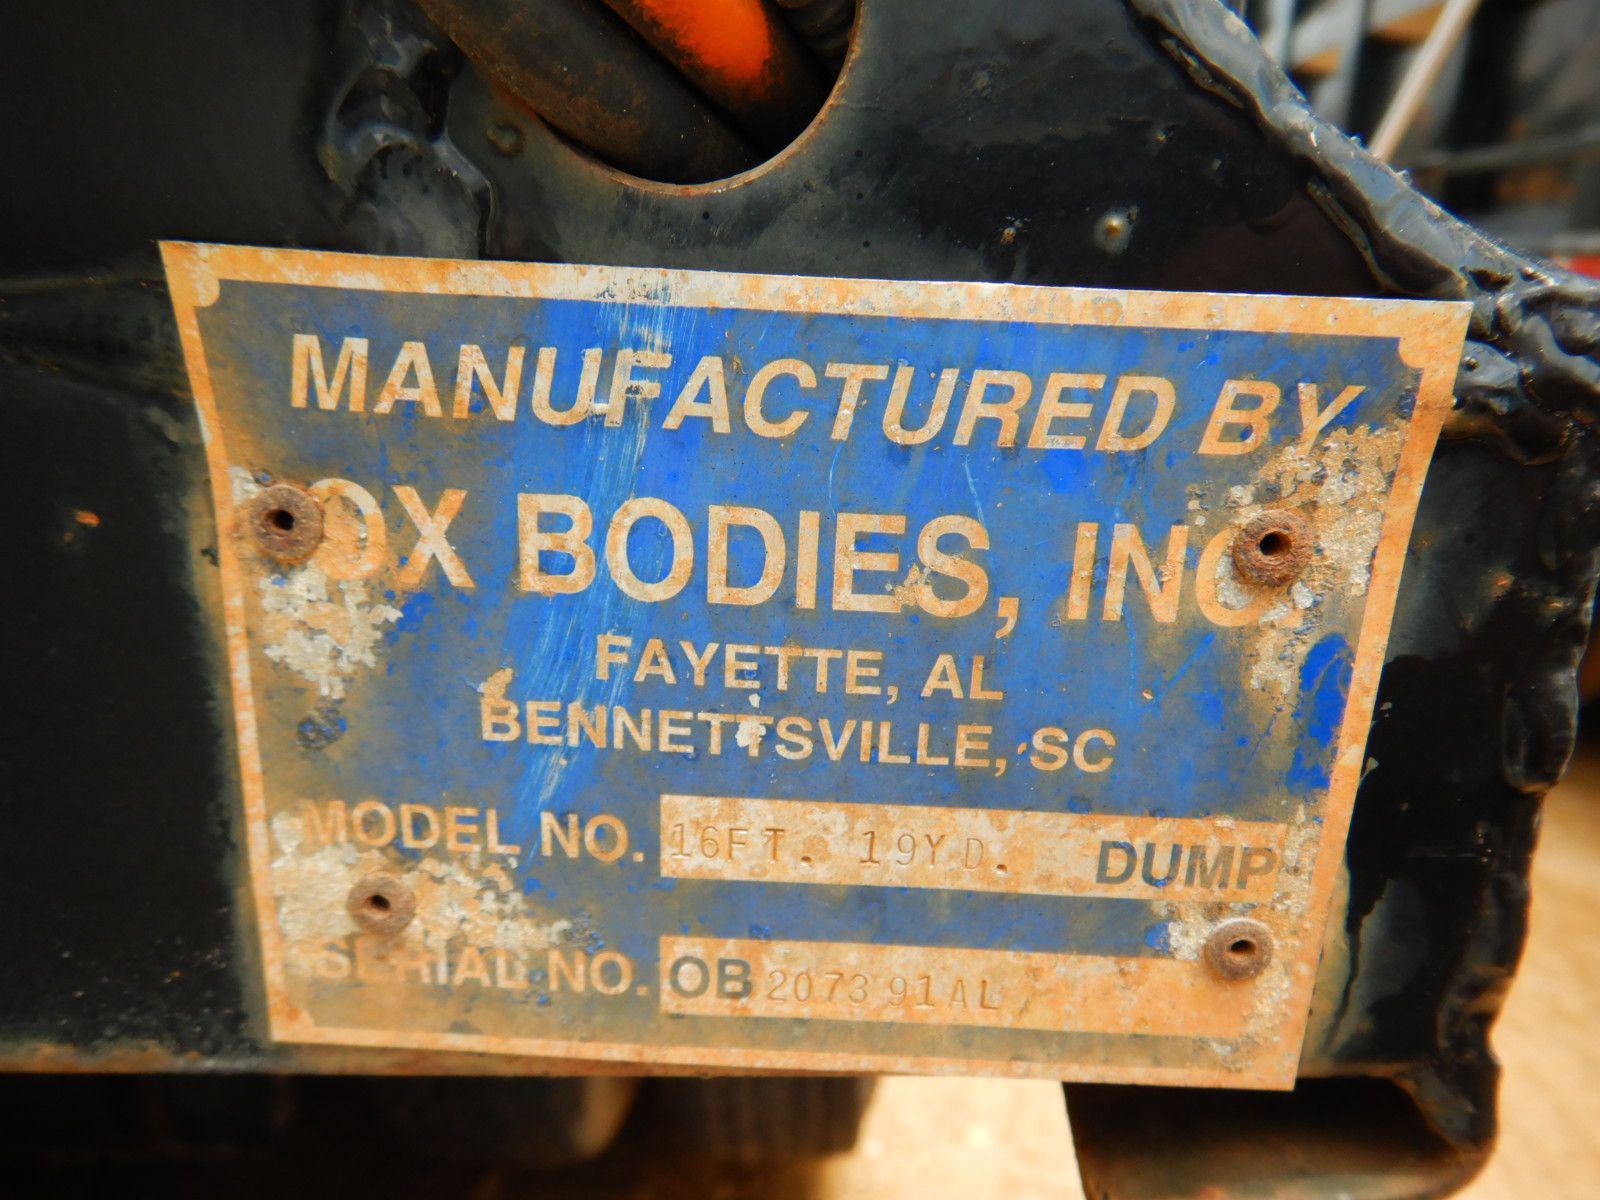 MANUFACTURED BY
OX BODIES, INC.
FAYETTE, AL
BENNETTSVILLE, SC
MODEL NO. 16FT. 19YD. DUMP
SERIAL NO. OB 207391AL